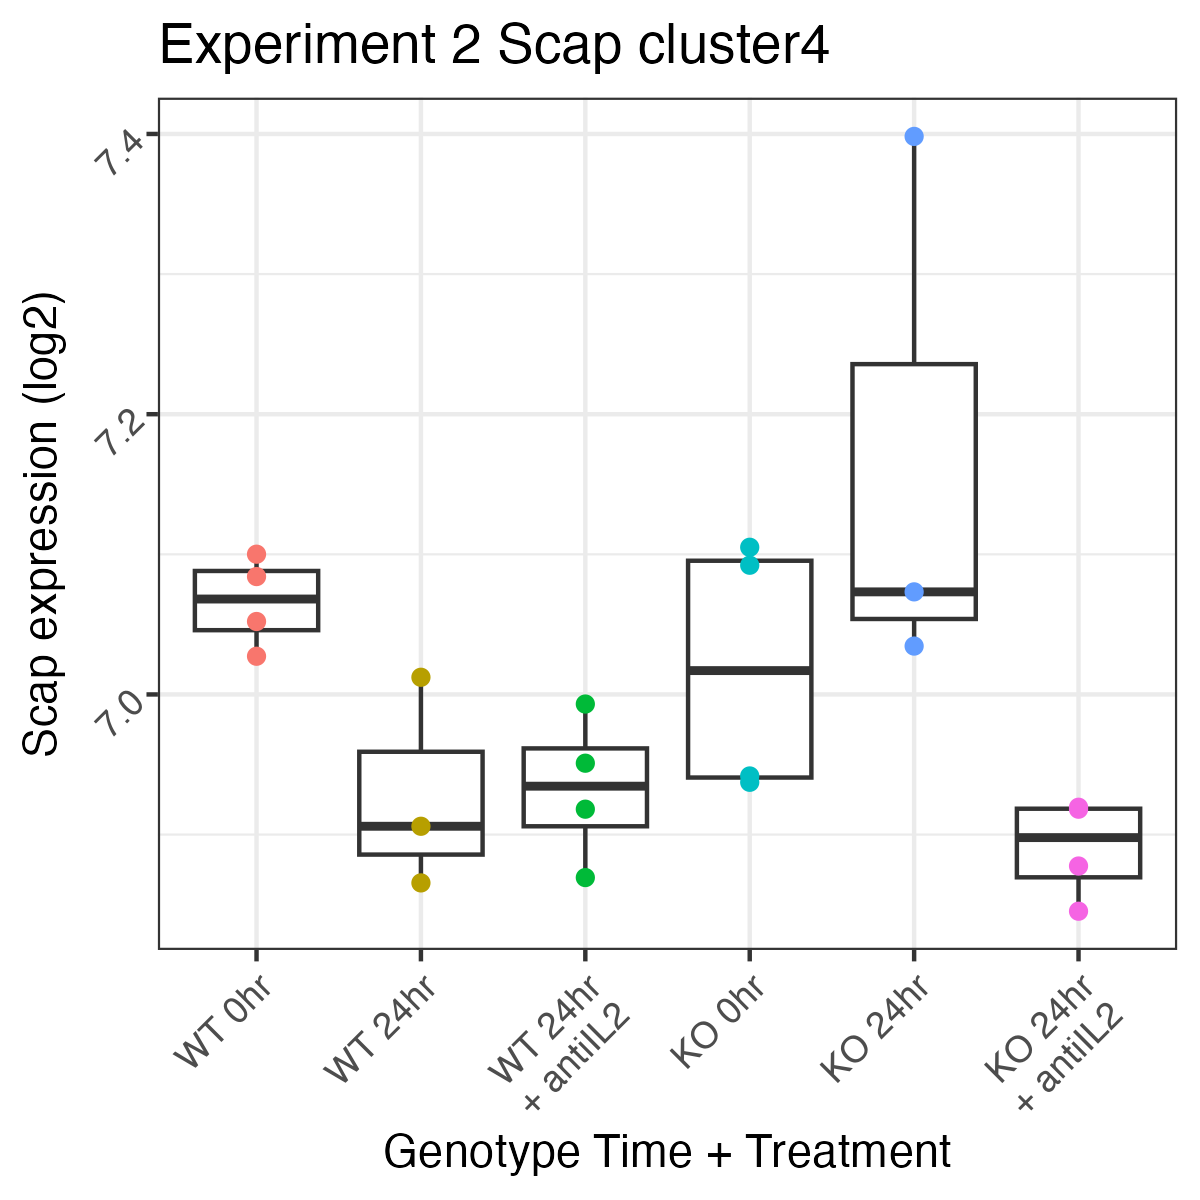 Experiment 2 Scap cluster4
Scap expression (log2)
7.4
7.2
7.0
WT 0hr
WT 24hr
WT 24hr
+ antiIL2
KO 0hr
KO 24hr
KO 24hr
+ antiIL2
Genotype Time + Treatment